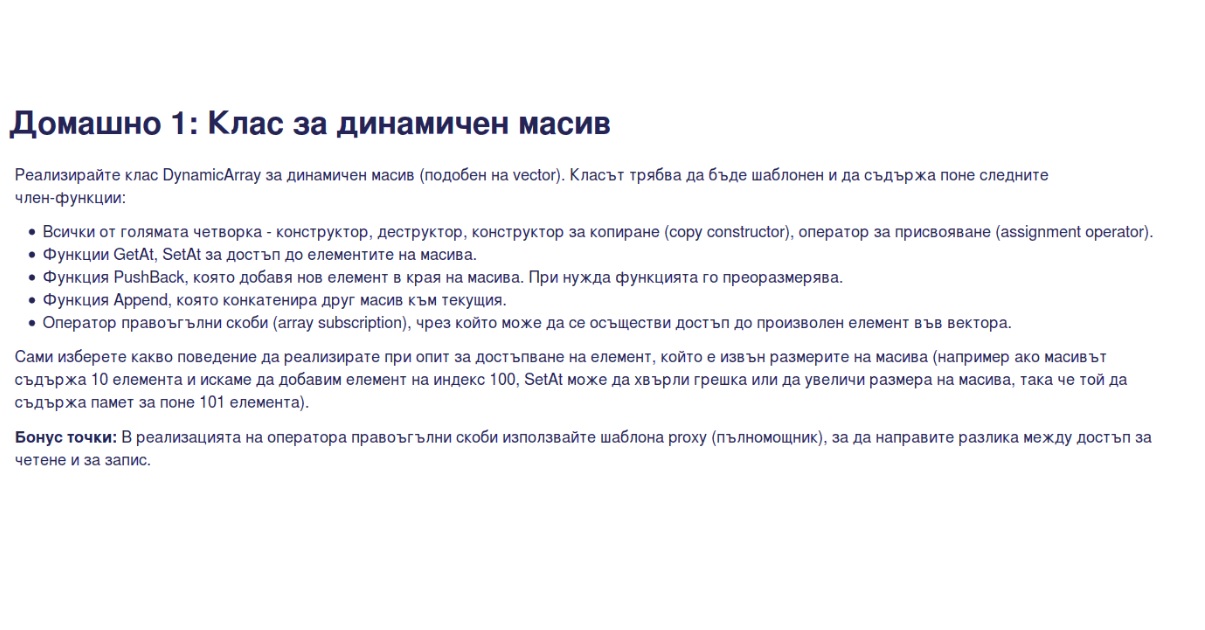 Домашно 1: Клас за динамичен масив
Реализирайте клас DynamicArray за динамичен масив (подобен на vector). Класът трябва да бъде шаблонен и да съдържа поне следните
член-функции:
• Всички от голямата четворка - конструктор, деструктор, конструктор за копиране (copy constructor), оператор за присвояване (assignment operator).
• Функции GetAt, SetAt за достъп до елементите на масива.
• Функция PushBack, която добавя нов елемент в края на масива. При нужда функцията го преоразмерява.
• Функция Append, която конкатенира друг масив към текущия.
• Оператор правоъгълни скоби (array subscription), чрез който може да се осъществи достъп до произволен елемент във вектора.
Сами изберете какво поведение да реализирате при опит за достъпване на елемент, който е извън размерите на масива (например ако масивът
съдържа 10 елемента и искаме да добавим елемент на индекс 100, SetAt може да хвърли грешка или да увеличи размера на масива, така че той да
съдържа памет за поне 101 елемента).
Бонус точки: В реализацията на оператора правоъгълни скоби използвайте шаблона proxy (пълномощник), за да направите разлика между достъп за
четене и за запис.